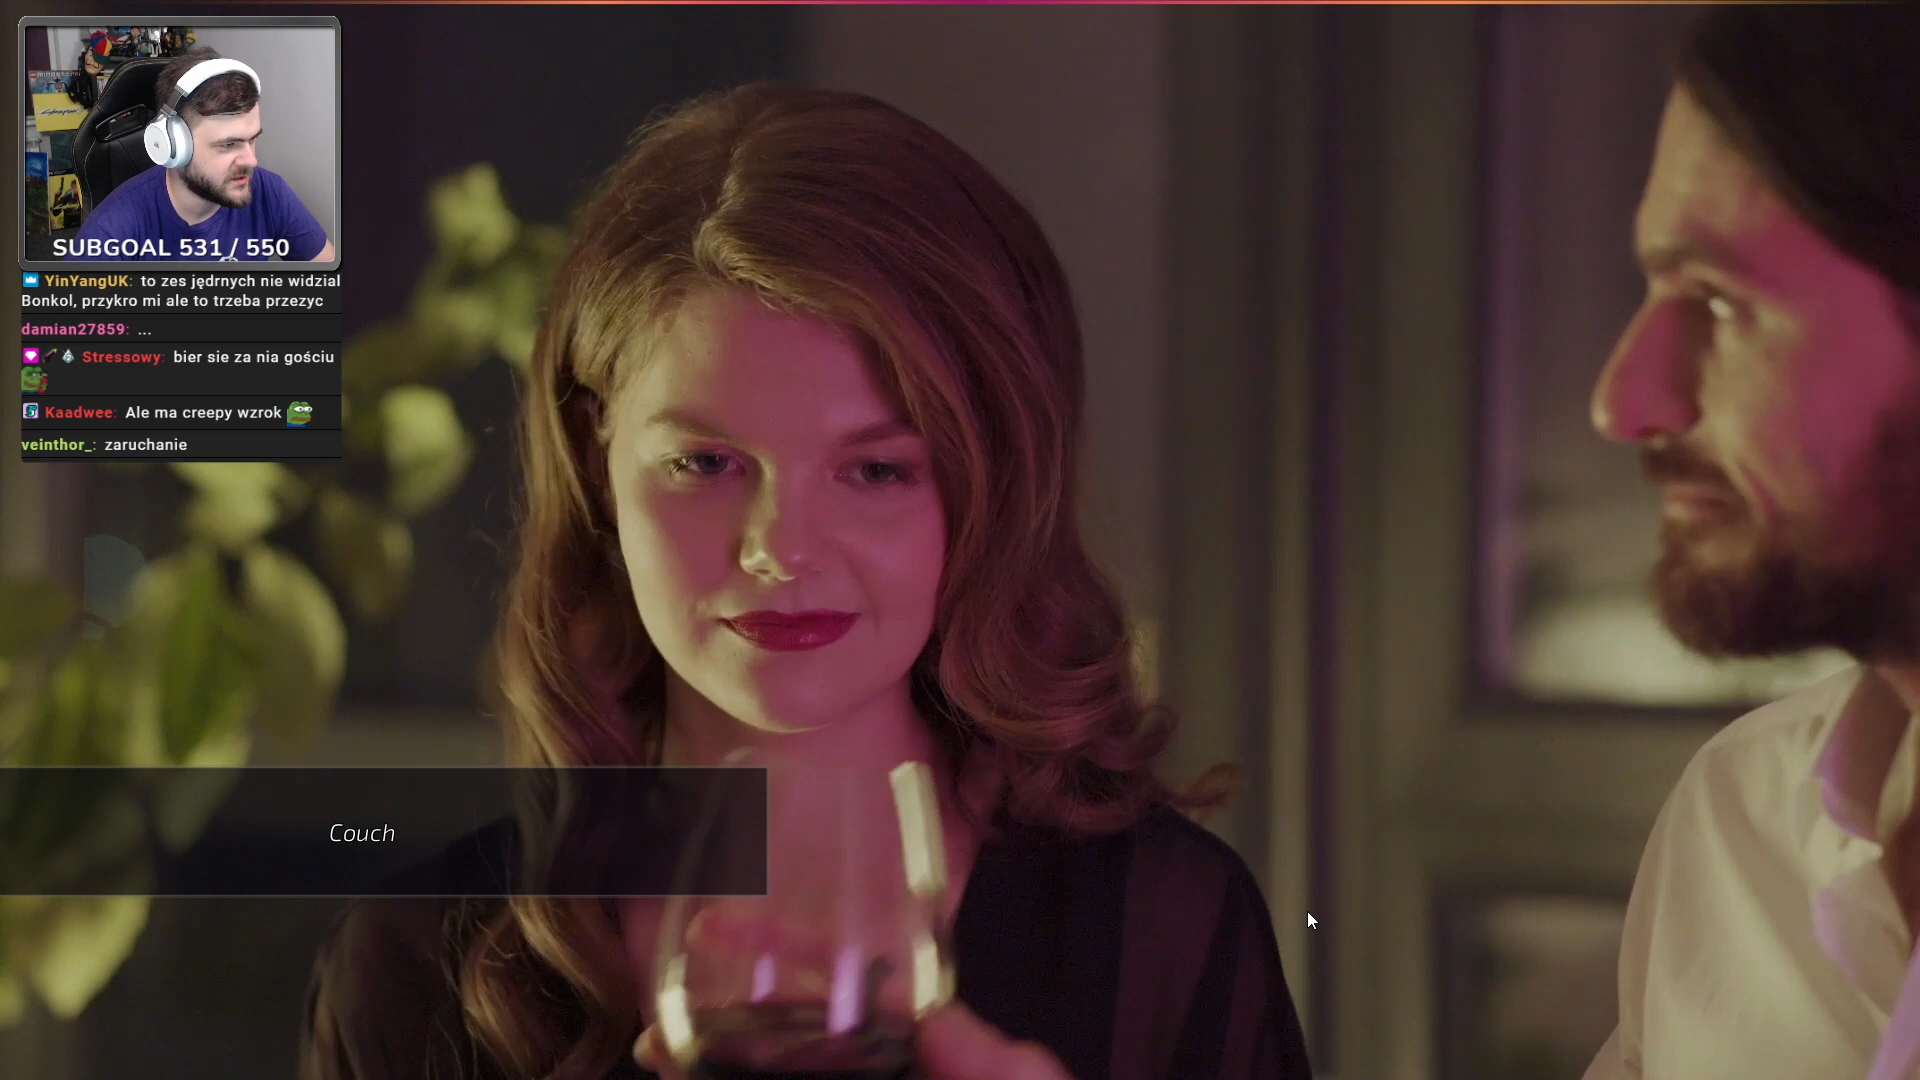 SUBGOAL 531 / 550
YinYangUK: to zes jędrnych nie widzial
Bonkol, przykro mi ale to trzeba przezyc
damian27859: ...
Stressowy: bier sie za nia gościu
Kaadwee: Ale ma creepy wzrok
veinthor_: zaruchanie
Couch